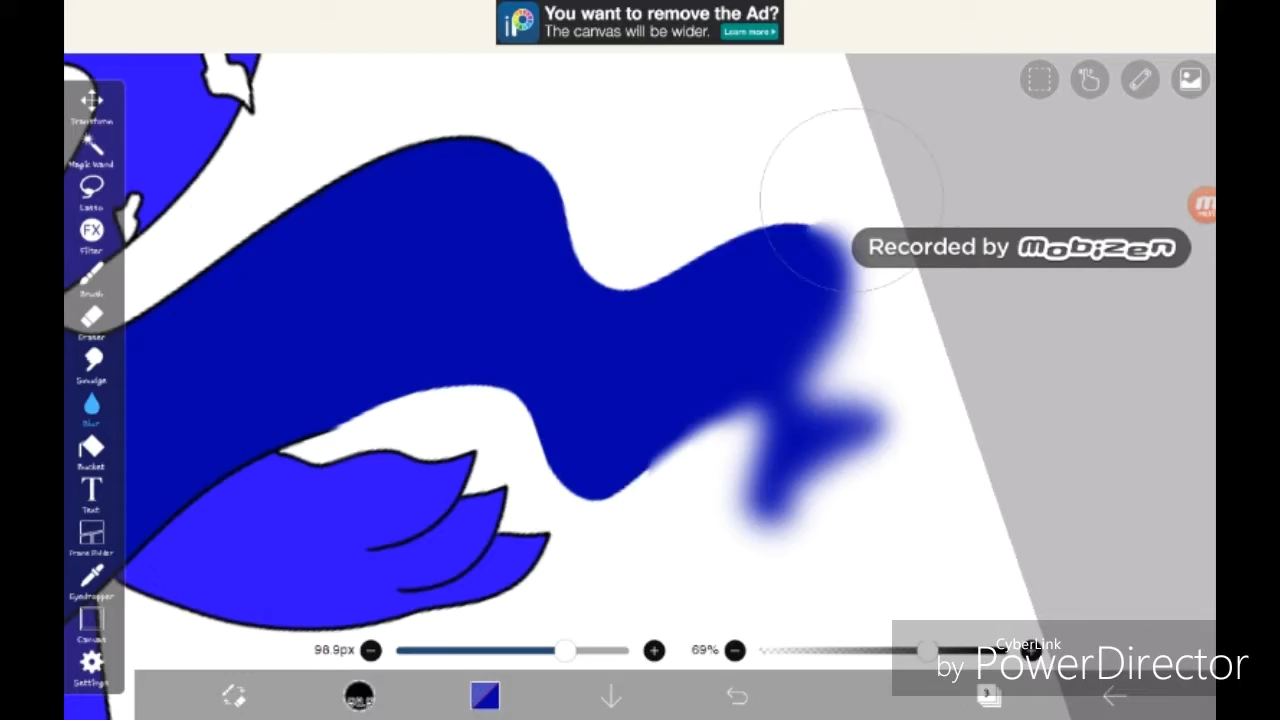 You want to remove the Ad?
The canvas will be wider.
Learn more
Transform
Magic Wand
Lasso
FX
Filter
Brush
Eraser
Smudge
Blur
Bucket
T
Text
Frame Divider
Eyedropper
Canvas
Settings
Recorded by mobizen
98.9px
69%
3
CyberLink
by PowerDirector